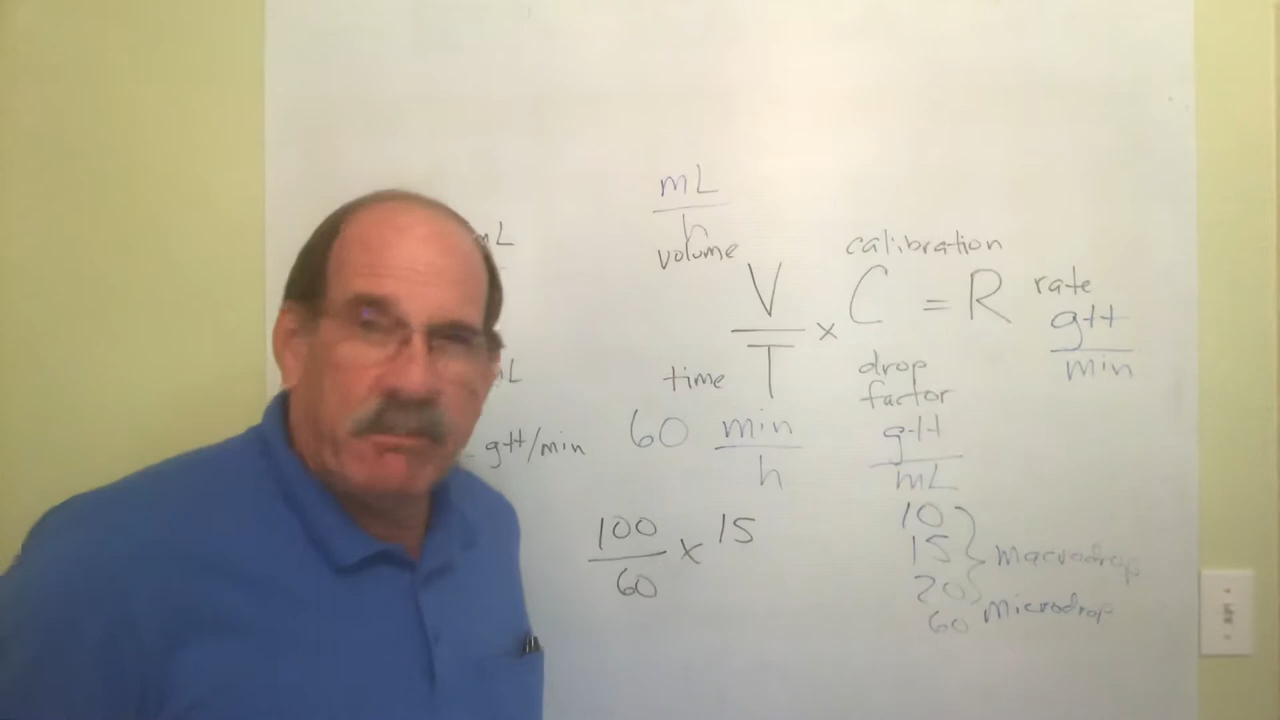 mL
mL
h
volume
calibration
V
T
x
C = R
rate
gtt
min
L
time
drop
factor
gtt/min
60
min
h
gtt
mL
100
60
x 15
10
15
20
macrodrop
60 microdrop